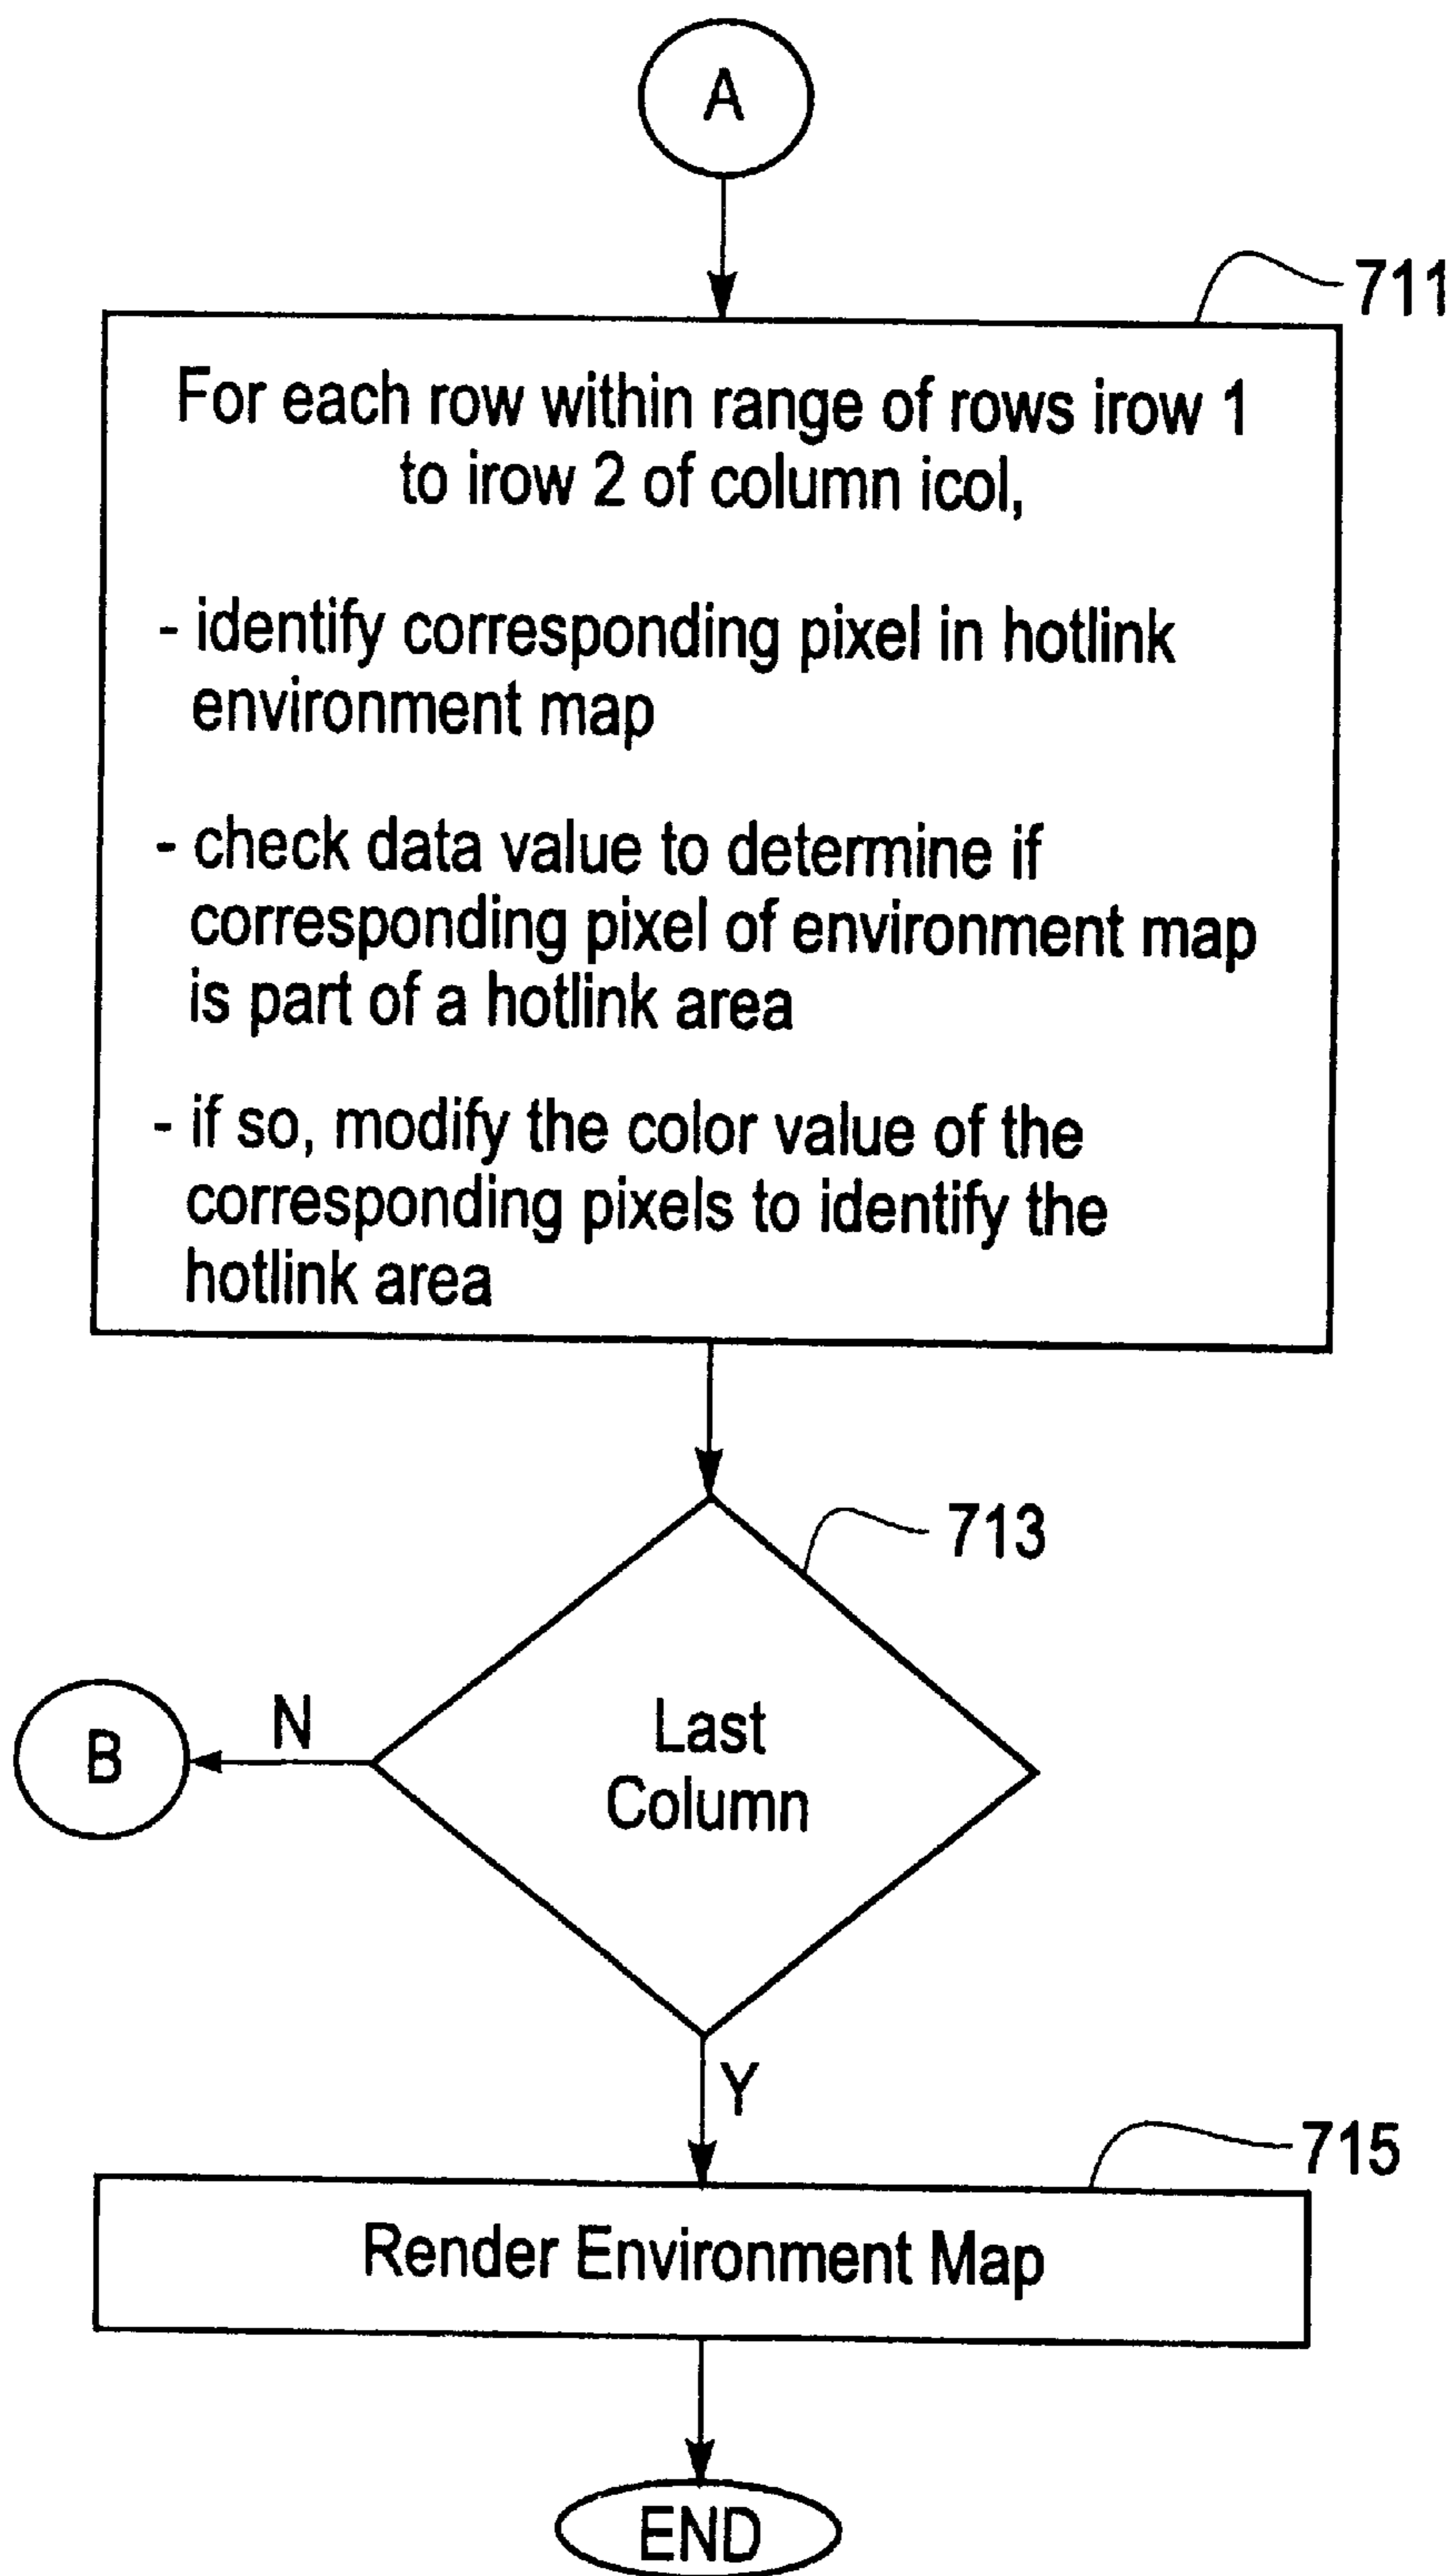 A
711
For each row within range of rows irow 1
to irow 2 of column icol,
- identify corresponding pixel in hotlink
environment map
- check data value to determine if
corresponding pixel of environment map
is part of a hotlink area
- if so, modify the color value of the
corresponding pixels to identify the
hotlink area
713
Last
Column
N
B
Y
715
Render Environment Map
END